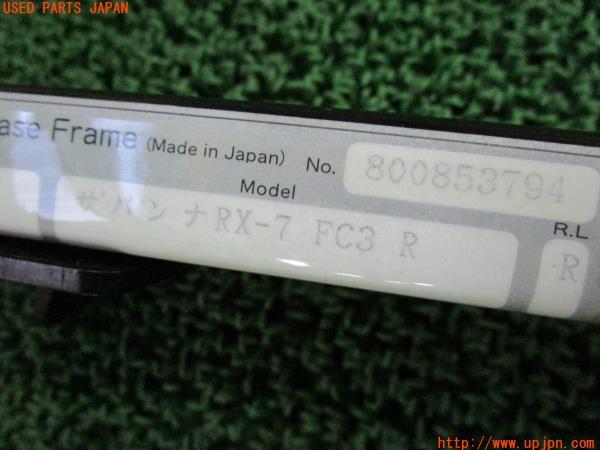 USED PARTS JAPAN
ase Frame (Made in Japan) No. 800853794
Model
R.L
サバンナRX-7 FC3 R
R
http://www.upjpn.com/